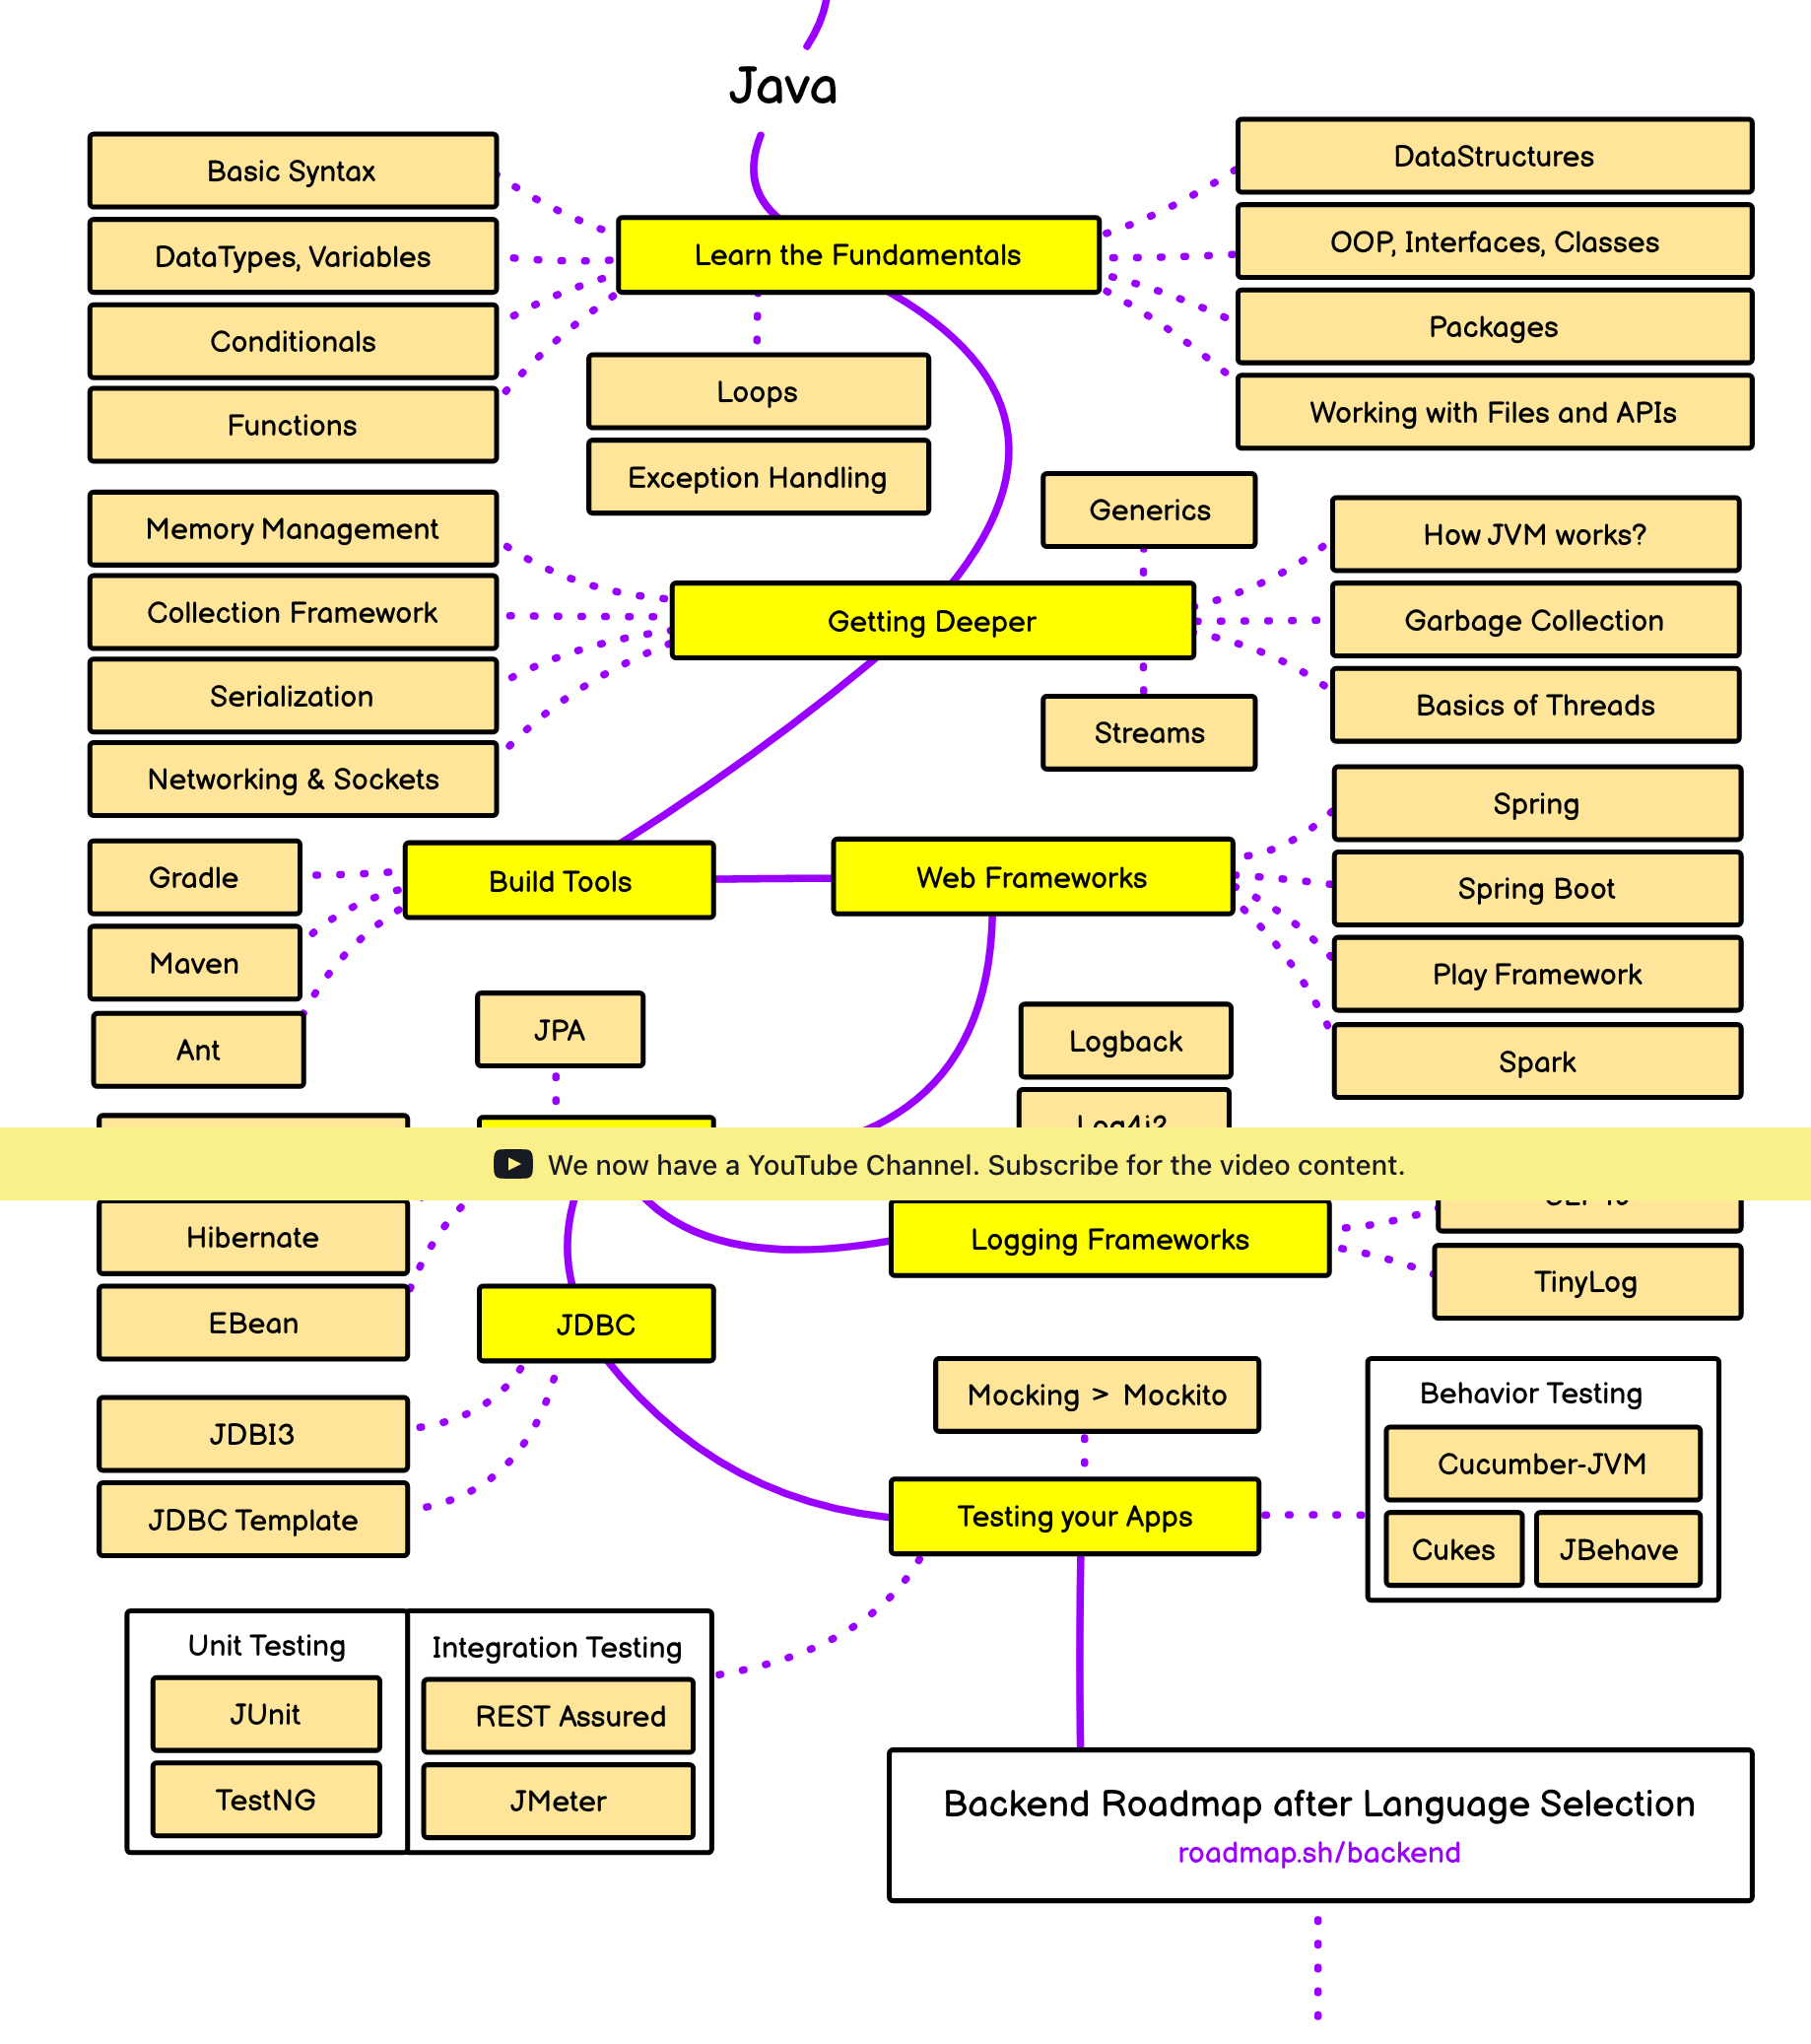 Java
Basic Syntax
DataTypes, Variables
Conditionals
Functions
Learn the Fundamentals
Loops
Exception Handling
DataStructures
OOP, Interfaces, Classes
Packages
Working with Files and APIs
Memory Management
Collection Framework
Serialization
Networking & Sockets
Generics
Getting Deeper
Streams
How JVM works?
Garbage Collection
Basics of Threads
Gradle
Maven
Ant
Build Tools
Web Frameworks
Spring
Spring Boot
Play Framework
Spark
JPA
Logback
Log4j2
We now have a YouTube Channel. Subscribe for the video content.
Hibernate
EBean
Logging Frameworks
TinyLog
JDBC
JDBI3
JDBC Template
Mocking > Mockito
Testing your Apps
Behavior Testing
Cucumber-JVM
Cukes
JBehave
Unit Testing
JUnit
TestNG
Integration Testing
REST Assured
JMeter
Backend Roadmap after Language Selection
roadmap.sh/backend